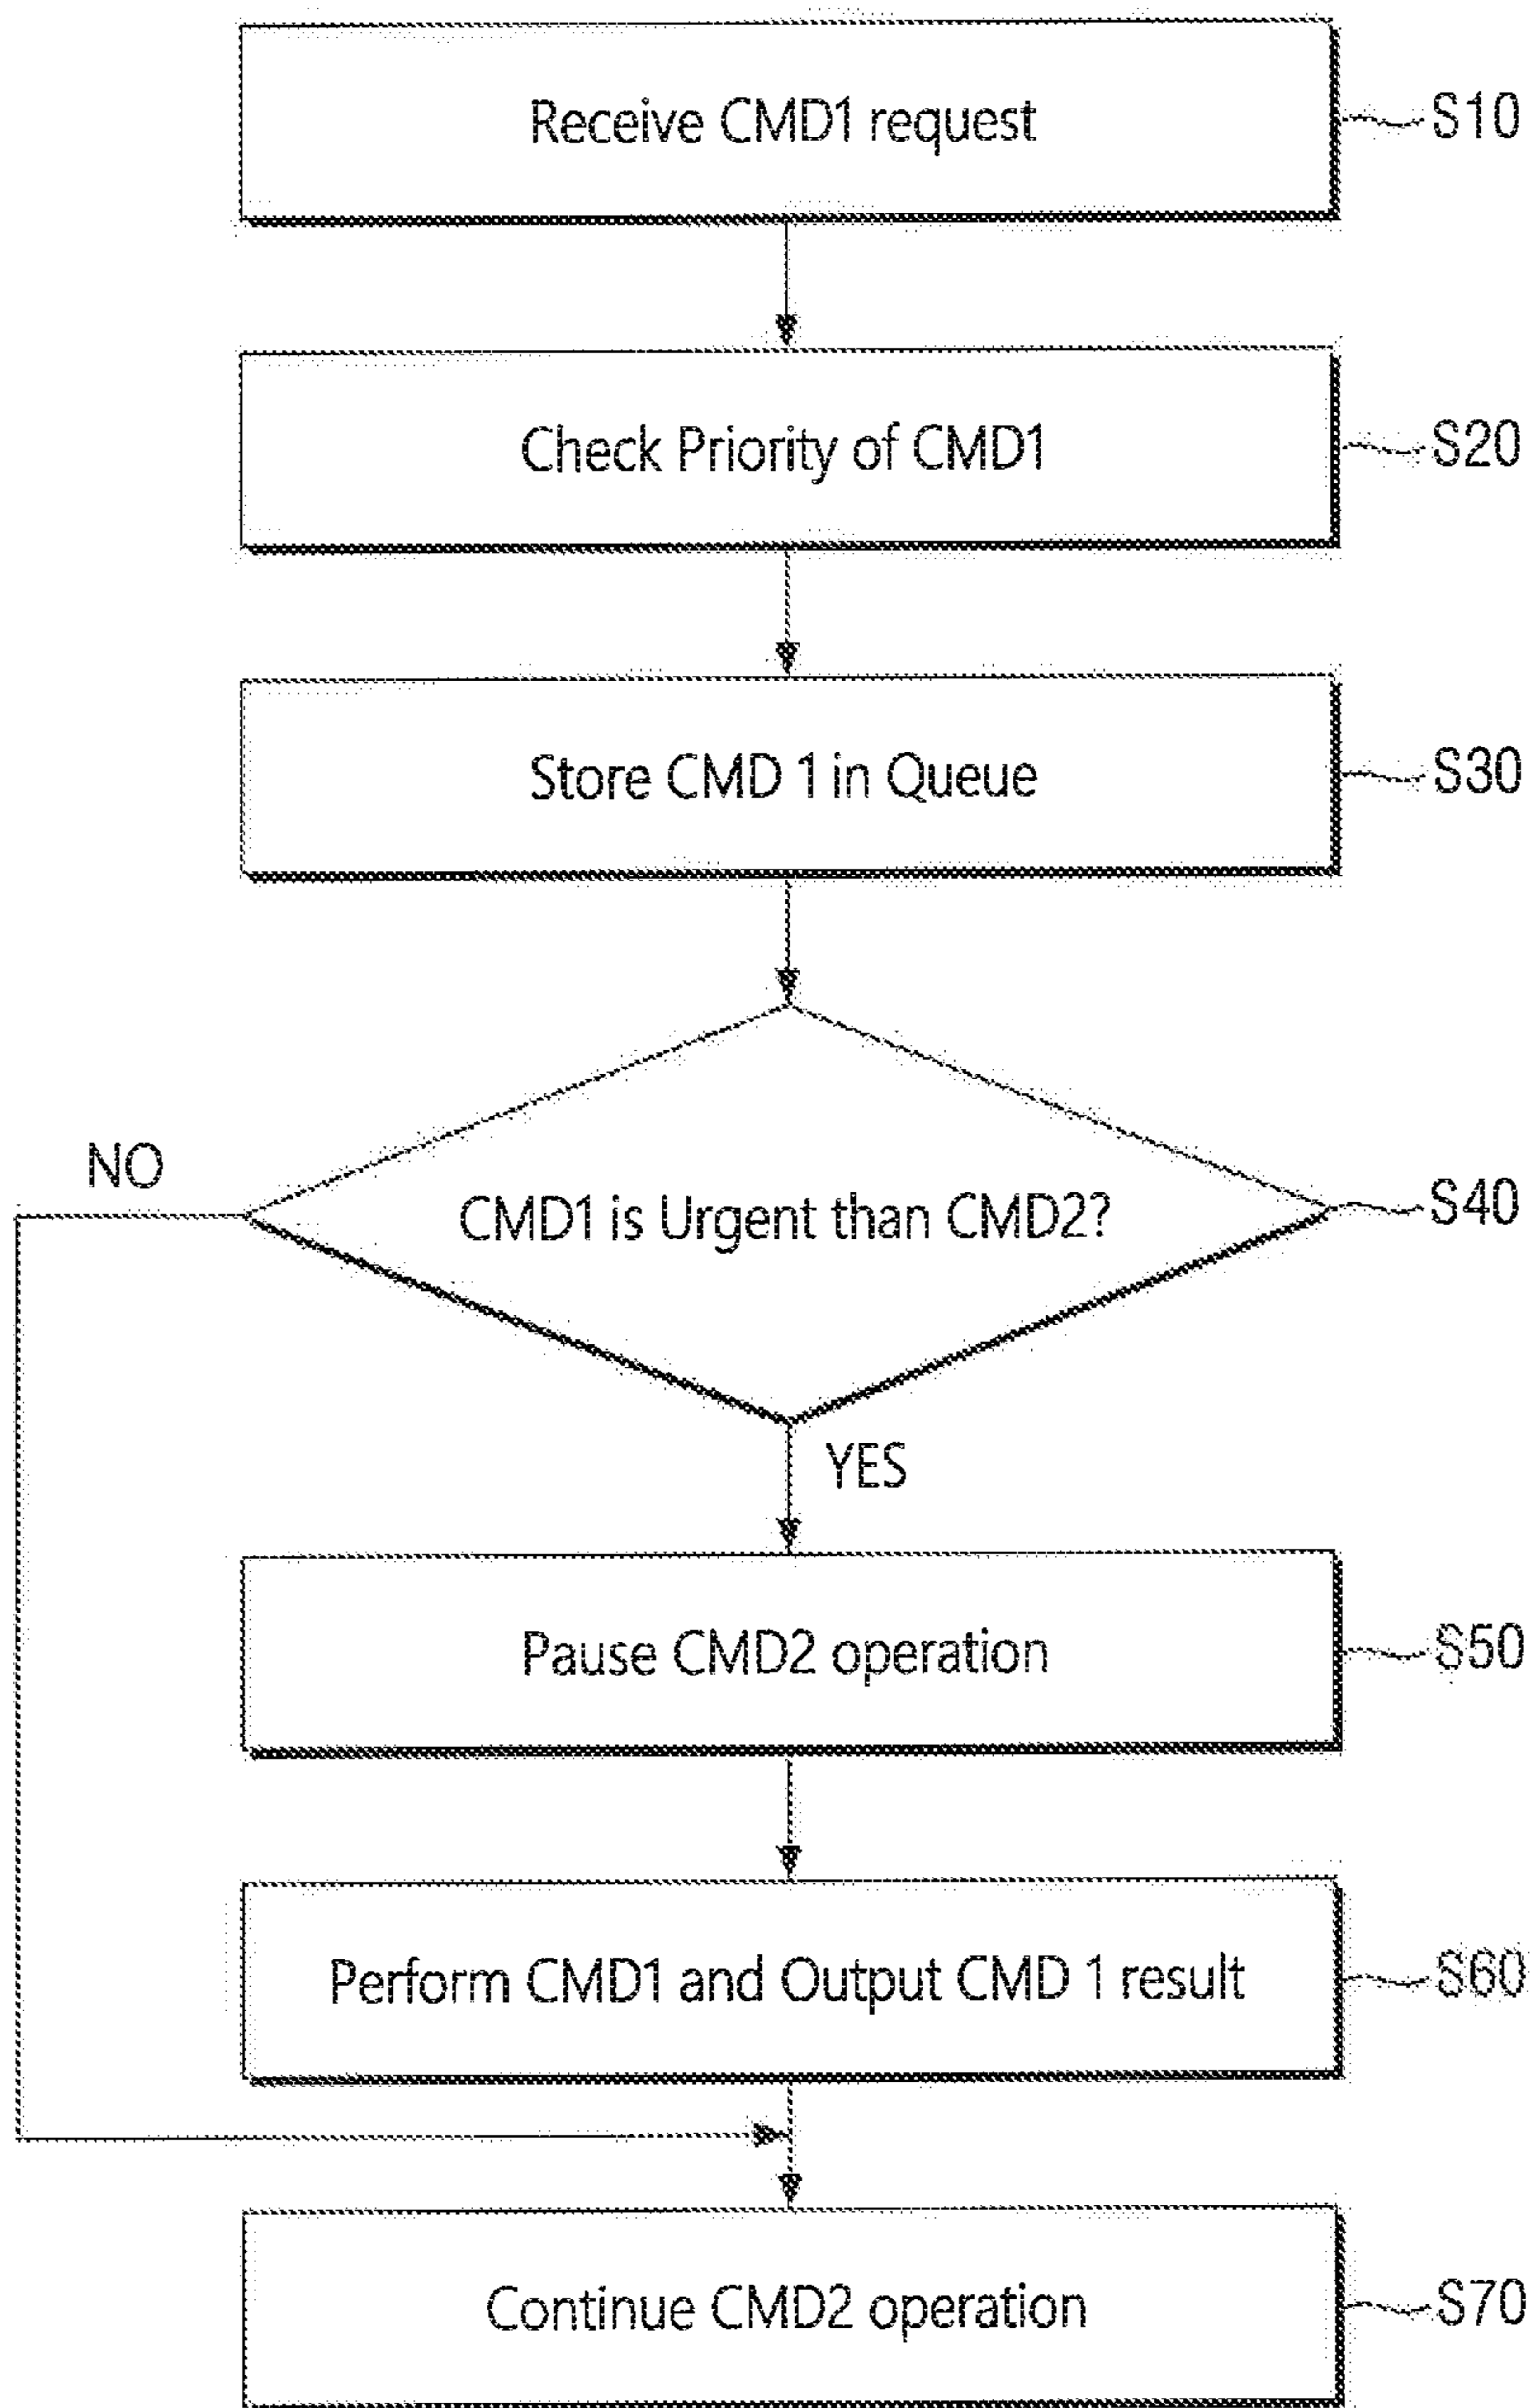 Receive CMD1 request
S10
Check Priority of CMD1
S20
Store CMD 1 in Queue
S30
NO
CMD1 is Urgent than CMD2?
S40
YES
Pause CMD2 operation
S50
Perform CMD1 and Output CMD 1 result
S60
Continue CMD2 operation
S70